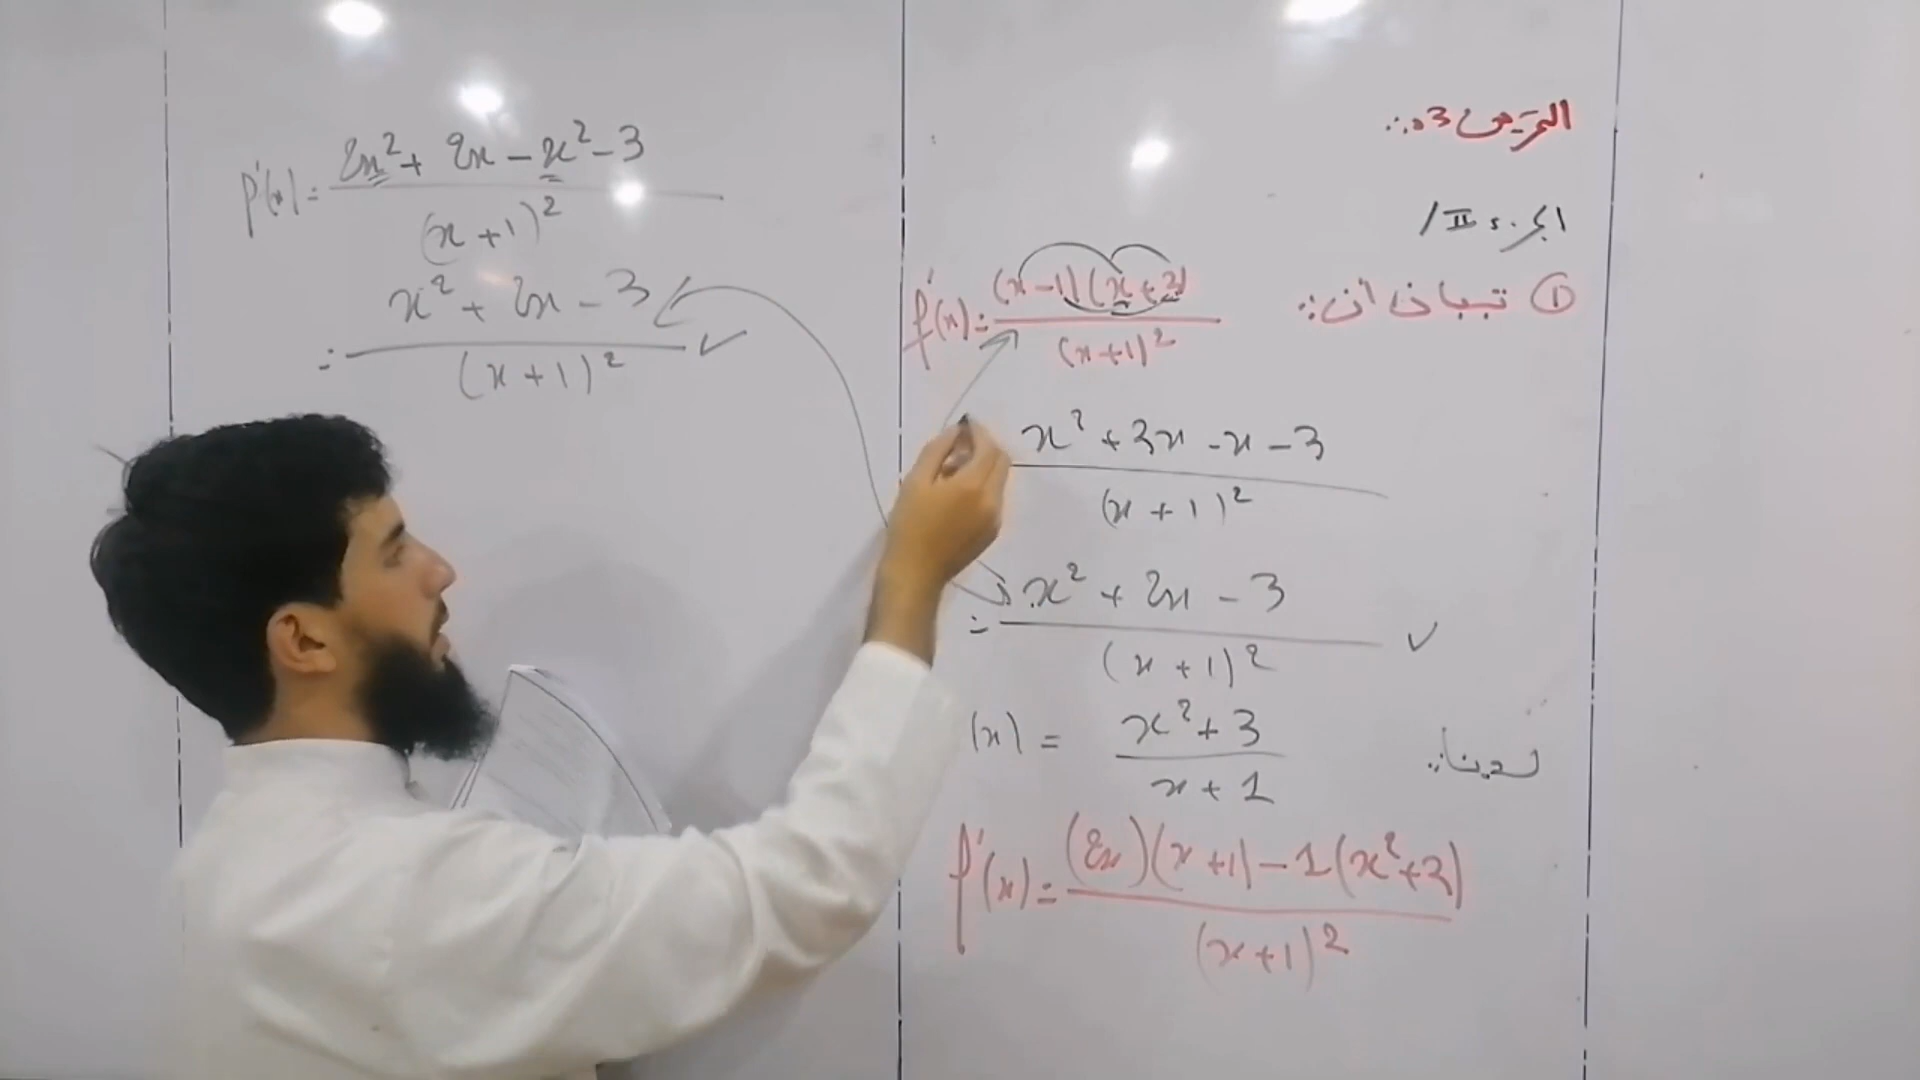 التمرين 03:
الجزء II/
① تبيان أن:
f'(x) = (x-1)(x+3) / (x+1)²
x² + 3x - x - 3 / (x+1)²
= x² + 2x - 3 / (x+1)² ✓
لدينا:
(x) = x² + 3 / x + 1
f'(x) = (2x)(x+1) - 1(x²+3) / (x+1)²
f'(x) = 2x² + 2x - x² - 3 / (x+1)²
= x² + 2x - 3 / (x+1)² ✓